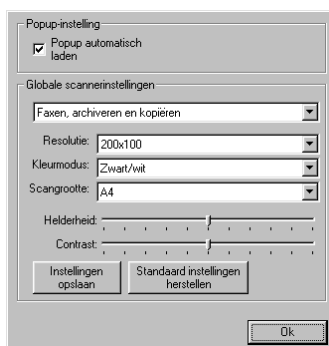 Popup-instelling
Popup automatisch
laden
Globale scannerinstellingen
Faxen, archiveren en kopiëren
Resolutie: 200x100
Kleurmodus: Zwart/wit
Scangrootte: A4
Helderheid:
Contrast:
Instellingen
opslaan
Standaard instellingen
herstellen
Ok